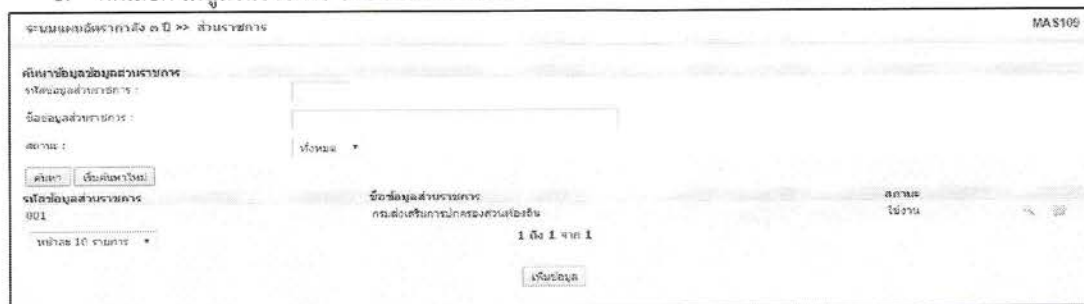 ระบบแผนอัตรากำลัง ๓ ปี >> ส่วนราชการ MAS109
ค้นหาข้อมูลข้อมูลส่วนราชการ
รหัสข้อมูลส่วนราชการ :
ชื่อข้อมูลส่วนราชการ :
สถานะ : ทั้งหมด
ค้นหา เริ่มค้นหาใหม่
รหัสข้อมูลส่วนราชการ ชื่อข้อมูลส่วนราชการ สถานะ
001 กรมส่งเสริมการปกครองส่วนท้องถิ่น ใช้งาน
หน้าละ 10 รายการ 1 ถึง 1 จาก 1
เพิ่มข้อมูล